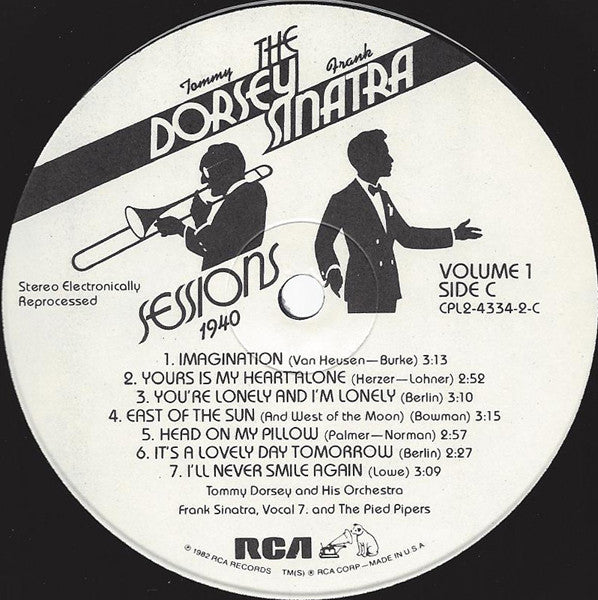 THE
Tommy Frank
DORSEY
SINATRA
SESSIONS
1940
Stereo Electronically
Reprocessed
VOLUME 1
SIDE C
CPL2-4334-2-C
1. IMAGINATION (Van Heusen—Burke) 3:13
2. YOURS IS MY HEART ALONE (Herzer—Lohner) 2:52
3. YOU'RE LONELY AND I'M LONELY (Berlin) 3:10
4. EAST OF THE SUN (And West of the Moon) (Bowman) 3:15
5. HEAD ON MY PILLOW (Palmer—Norman) 2:57
6. IT'S A LOVELY DAY TOMORROW (Berlin) 2:27
7. I'LL NEVER SMILE AGAIN (Lowe) 3:09
Tommy Dorsey and His Orchestra
Frank Sinatra, Vocal 7. and The Pied Pipers
RCA
℗ 1982 RCA RECORDS TM(S) ® RCA CORP—MADE IN U.S.A